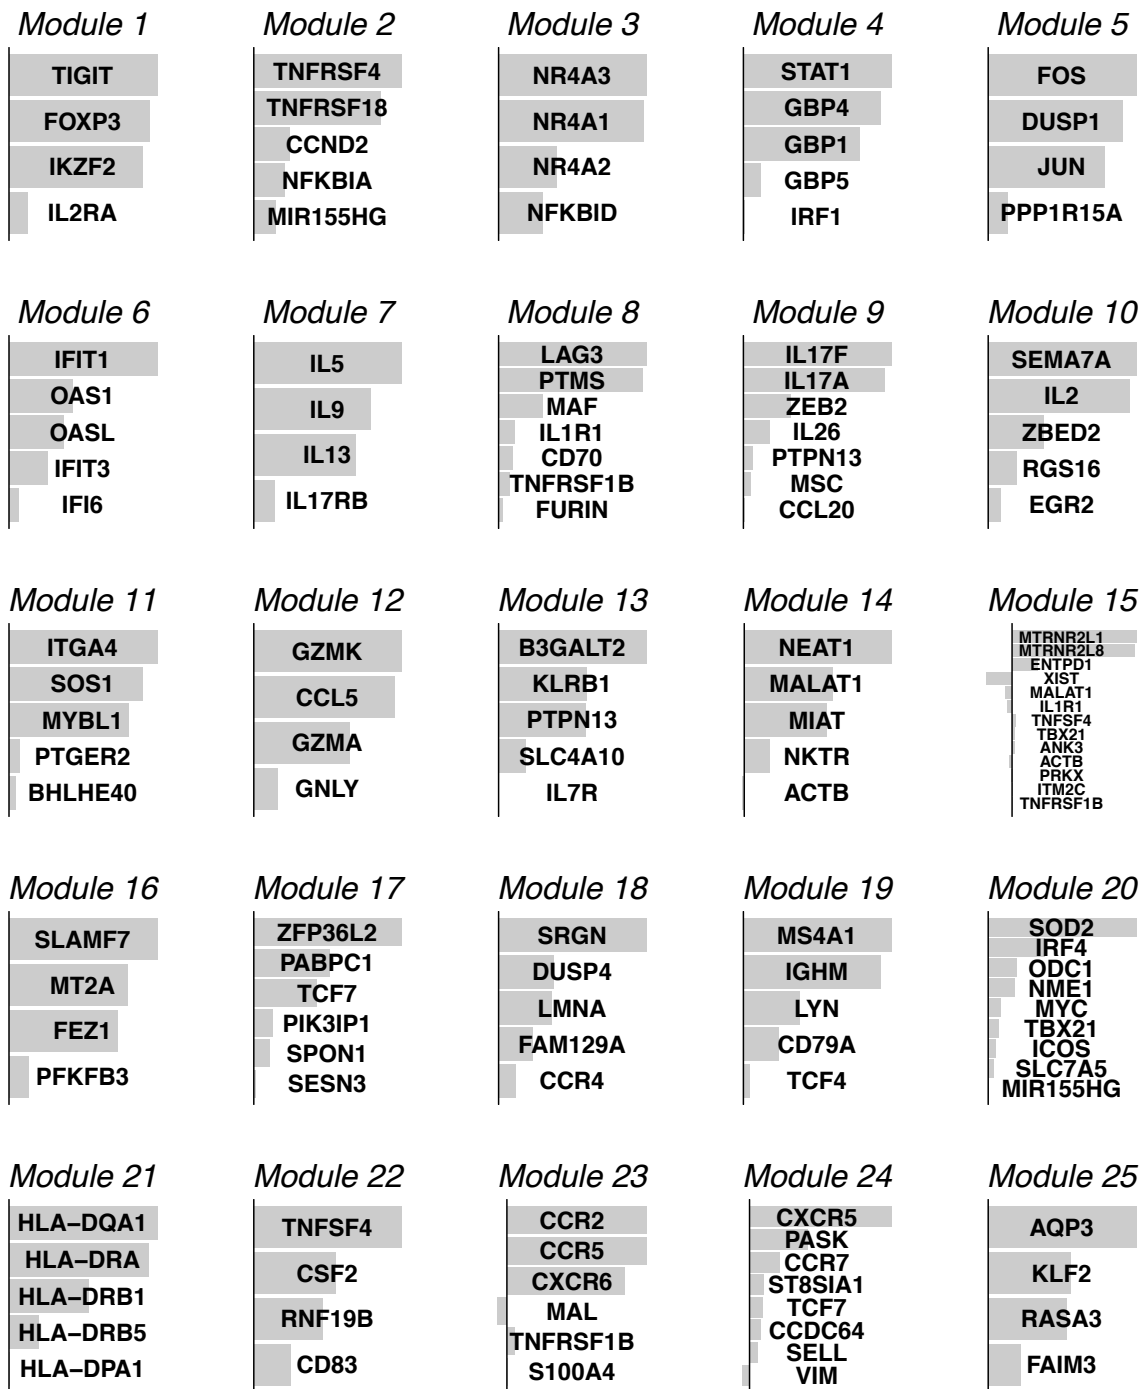 Module 1
TIGIT
FOXP3
IKZF2
IL2RA
Module 2
TNFRSF4
TNFRSF18
CCND2
NFKBIA
MIR155HG
Module 3
NR4A3
NR4A1
NR4A2
NFKBID
Module 4
STAT1
GBP4
GBP1
GBP5
IRF1
Module 5
FOS
DUSP1
JUN
PPP1R15A
Module 6
IFIT1
OAS1
OASL
IFIT3
IFI6
Module 7
IL5
IL9
IL13
IL17RB
Module 8
LAG3
PTMS
MAF
IL1R1
CD70
TNFRSF1B
FURIN
Module 9
IL17F
IL17A
ZEB2
IL26
PTPN13
MSC
CCL20
Module 10
SEMA7A
IL2
ZBED2
RGS16
EGR2
Module 11
ITGA4
SOS1
MYBL1
PTGER2
BHLHE40
Module 12
GZMK
CCL5
GZMA
GNLY
Module 13
B3GALT2
KLRB1
PTPN13
SLC4A10
IL7R
Module 14
NEAT1
MALAT1
MIAT
NKTR
ACTB
Module 15
MTRNR2L1
MTRNR2L8
ENTPD1
XIST
MALAT1
IL1R1
TNFSF4
TBX21
ANK3
ACTB
PRKX
ITM2C
TNFRSF1B
Module 16
SLAMF7
MT2A
FEZ1
PFKFB3
Module 17
ZFP36L2
PABPC1
TCF7
PIK3IP1
SPON1
SESN3
Module 18
SRGN
DUSP4
LMNA
FAM129A
CCR4
Module 19
MS4A1
IGHM
LYN
CD79A
TCF4
Module 20
SOD2
IRF4
ODC1
NME1
MYC
TBX21
ICOS
SLC7A5
MIR155HG
Module 21
HLA−DQA1
HLA−DRA
HLA−DRB1
HLA−DRB5
HLA−DPA1
Module 22
TNFSF4
CSF2
RNF19B
CD83
Module 23
CCR2
CCR5
CXCR6
MAL
TNFRSF1B
S100A4
Module 24
CXCR5
PASK
CCR7
ST8SIA1
TCF7
CCDC64
SELL
VIM
Module 25
AQP3
KLF2
RASA3
FAIM3